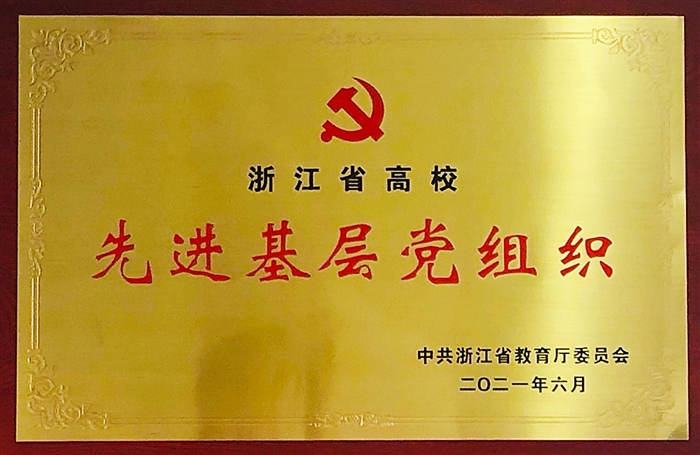 浙江省高校
先进基层党组织
中共浙江省教育厅委员会
二〇二一年六月